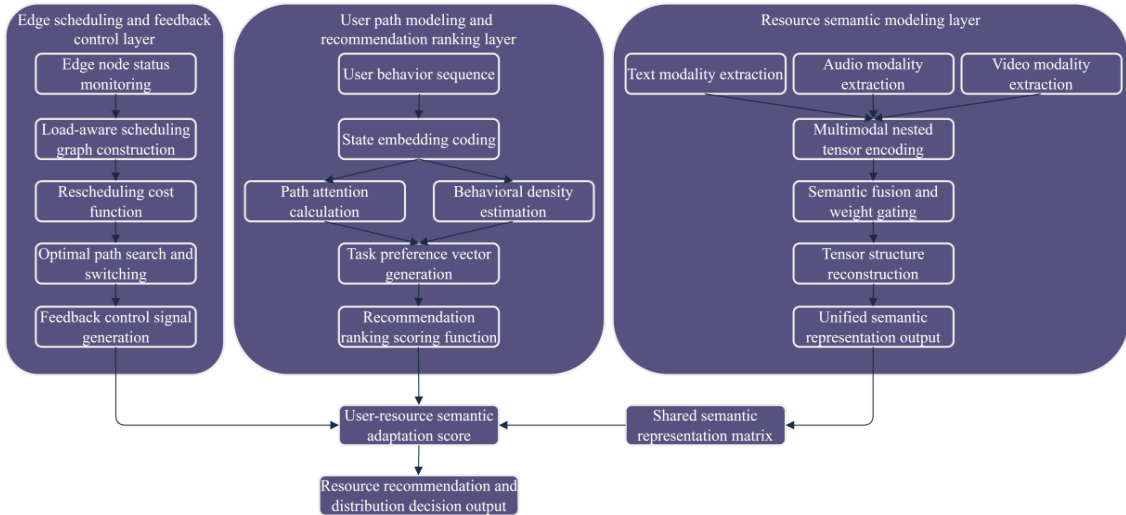 Edge scheduling and feedback
control layer
Edge node status
monitoring
Load-aware scheduling
graph construction
Rescheduling cost
function
Optimal path search and
switching
Feedback control signal
generation
User path modeling and
recommendation ranking layer
User behavior sequence
State embedding coding
Path attention
calculation
Behavioral density
estimation
Task preference vector
generation
Recommendation
ranking scoring function
Resource semantic modeling layer
Text modality extraction
Audio modality
extraction
Video modality
extraction
Multimodal nested
tensor encoding
Semantic fusion and
weight gating
Tensor structure
reconstruction
Unified semantic
representation output
User-resource semantic
adaptation score
Shared semantic
representation matrix
Resource recommendation and
distribution decision output